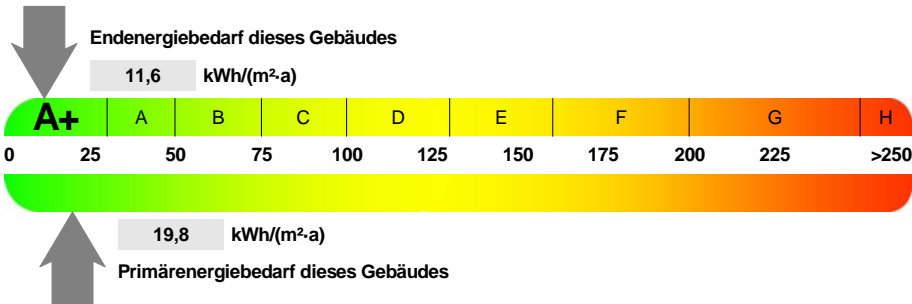 Endenergiebedarf dieses Gebäudes
11,6 kWh/(m²·a)
A+ A B C D E F G H
0 25 50 75 100 125 150 175 200 225 >250
19,8 kWh/(m²·a)
Primärenergiebedarf dieses Gebäudes